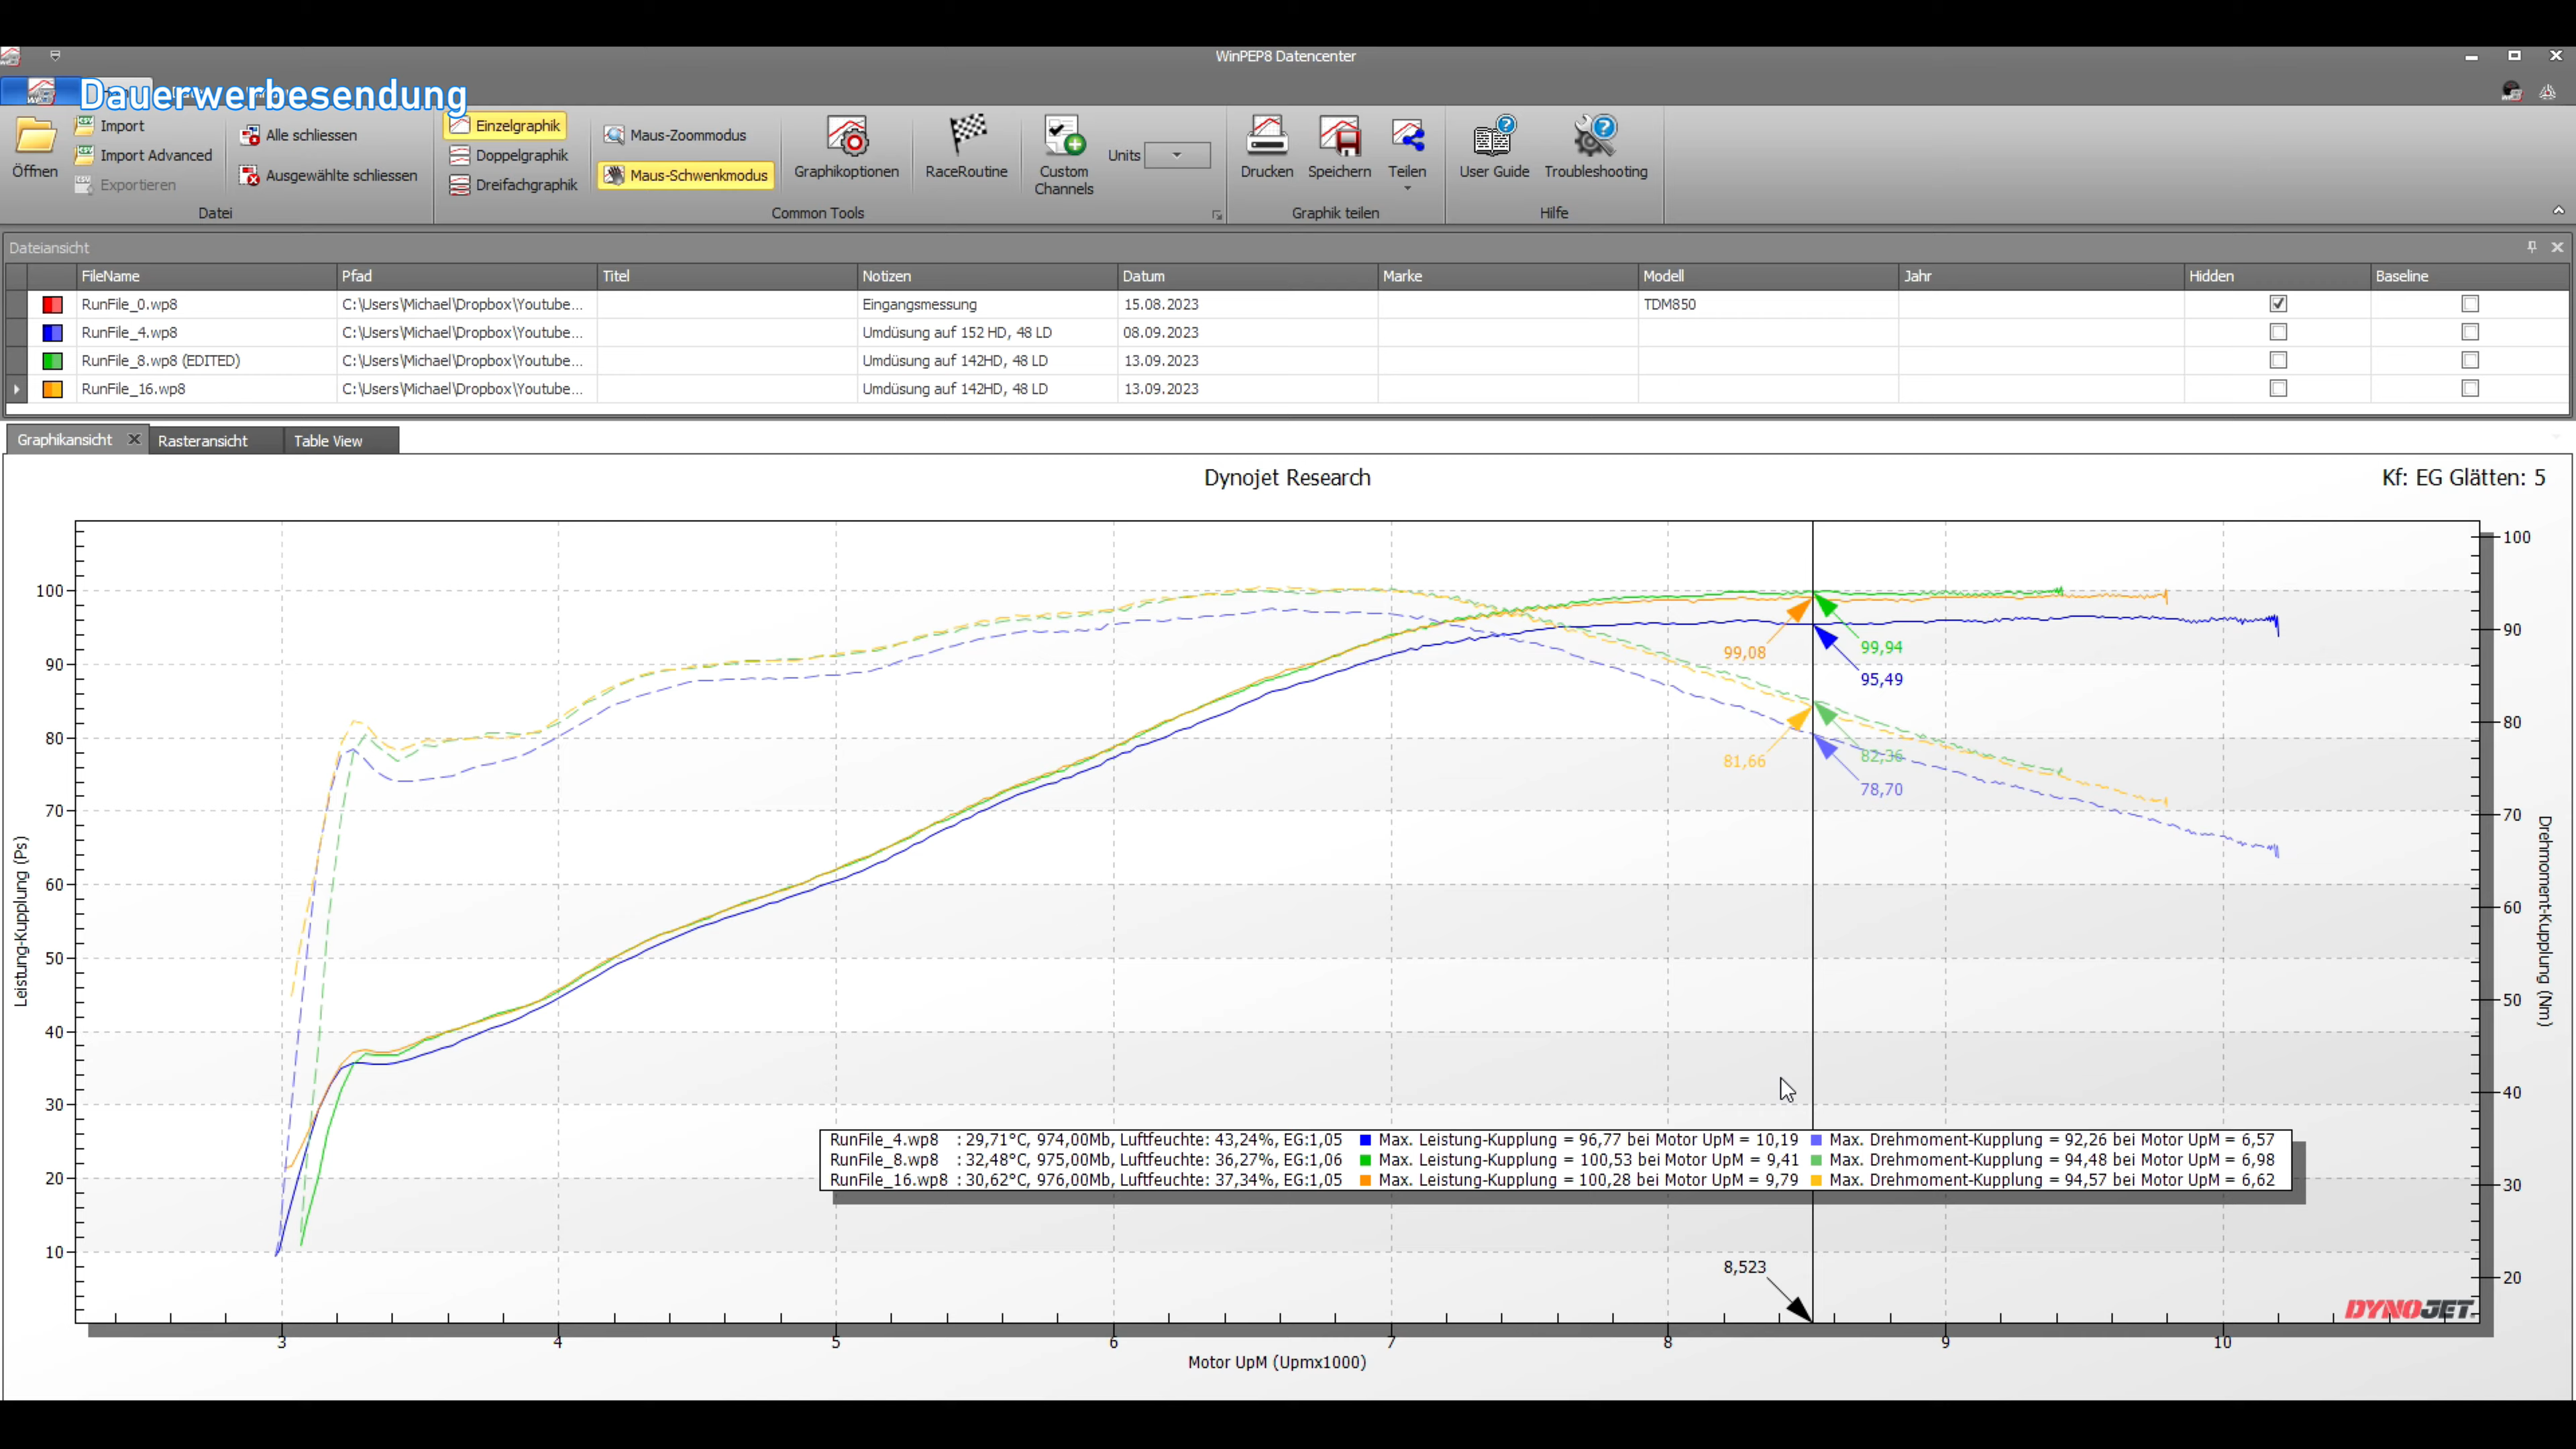 WinPEP8 Datencenter
Dauerwerbesendung
Öffnen
Import
Import Advanced
Exportieren
Alle schliessen
Ausgewählte schliessen
Datei
Einzelgraphik
Doppelgraphik
Dreifachgraphik
Maus-Zoommodus
Maus-Schwenkmodus
Graphikoptionen
RaceRoutine
Custom
Channels
Units
Common Tools
Drucken
Speichern
Teilen
Graphik teilen
User Guide
Troubleshooting
Hilfe
Dateiansicht
FileName Pfad Titel Notizen Datum Marke Modell Jahr Hidden Baseline
RunFile_0.wp8 C:\Users\Michael\Dropbox\Youtube... Eingangsmessung 15.08.2023 TDM850
RunFile_4.wp8 C:\Users\Michael\Dropbox\Youtube... Umdüsung auf 152 HD, 48 LD 08.09.2023
RunFile_8.wp8 (EDITED) C:\Users\Michael\Dropbox\Youtube... Umdüsung auf 142HD, 48 LD 13.09.2023
RunFile_16.wp8 C:\Users\Michael\Dropbox\Youtube... Umdüsung auf 142HD, 48 LD 13.09.2023
Graphikansicht Rasteransicht Table View
Dynojet Research
Kf: EG Glätten: 5
Leistung-Kupplung (Ps)
100
90
80
70
60
50
40
30
20
10
99,08
99,94
95,49
81,66
82,36
78,70
100
90
80
70
60
50
40
30
20
Drehmoment-Kupplung (Nm)
RunFile_4.wp8 : 29,71°C, 974,00Mb, Luftfeuchte: 43,24%, EG:1,05 Max. Leistung-Kupplung = 96,77 bei Motor UpM = 10,19 Max. Drehmoment-Kupplung = 92,26 bei Motor UpM = 6,57
RunFile_8.wp8 : 32,48°C, 975,00Mb, Luftfeuchte: 36,27%, EG:1,06 Max. Leistung-Kupplung = 100,53 bei Motor UpM = 9,41 Max. Drehmoment-Kupplung = 94,48 bei Motor UpM = 6,98
RunFile_16.wp8 : 30,62°C, 976,00Mb, Luftfeuchte: 37,34%, EG:1,05 Max. Leistung-Kupplung = 100,28 bei Motor UpM = 9,79 Max. Drehmoment-Kupplung = 94,57 bei Motor UpM = 6,62
8,523
DYNOJET
3 4 5 6 7 8 9 10
Motor UpM (Upmx1000)